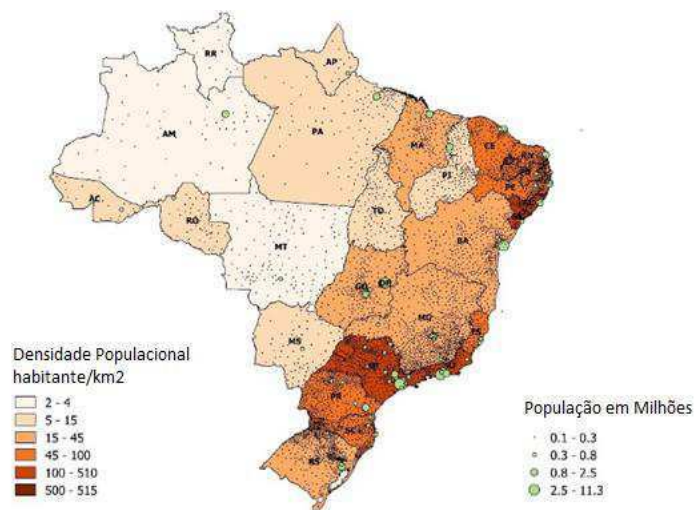 RR
AP
AM
PA
MA
CE
PI
AC
RO
TO
MT
BA
GO
DF
MG
MS
ES
SP
PR
SC
RS
Densidade Populacional
habitante/km2
2 - 4
5 - 15
15 - 45
45 - 100
100 - 510
500 - 515
População em Milhões
0.1 - 0.3
0.3 - 0.8
0.8 - 2.5
2.5 - 11.3